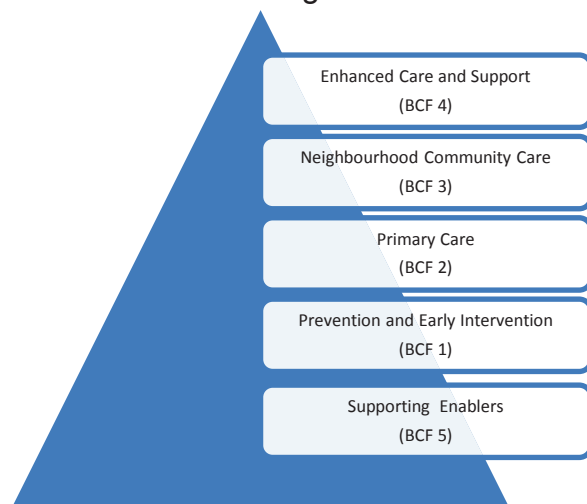 Enhanced Care and Support
(BCF 4)
Neighbourhood Community Care
(BCF 3)
Primary Care
(BCF 2)
Prevention and Early Intervention
(BCF 1)
Supporting Enablers
(BCF 5)